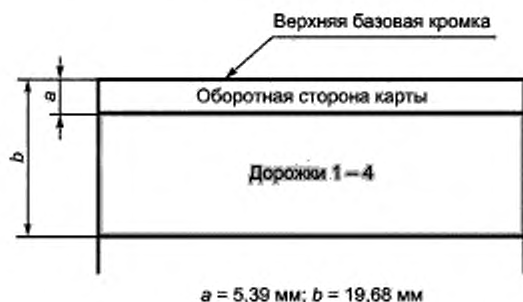 Верхняя базовая кромка
Оборотная сторона карты
a
b
Дорожки 1 – 4
a = 5,39 мм; b = 19,68 мм